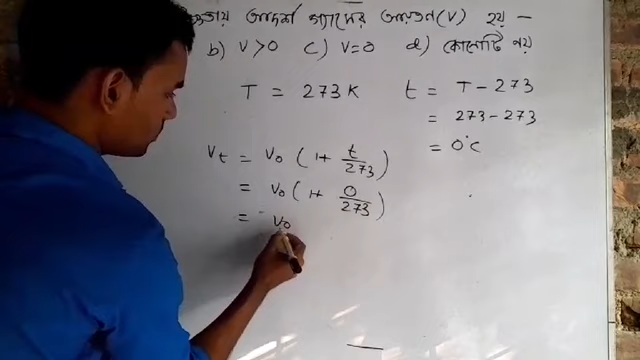 আদর্শ গ্যাসের আয়তন (V) হয় -
b) V > 0 c) V = 0 d) কোনোটি নয়
T = 273 K t = T - 273
= 273 - 273
= 0°C
Vt = V0 (1 + t/273)
= V0 (1 + 0/273)
= V0